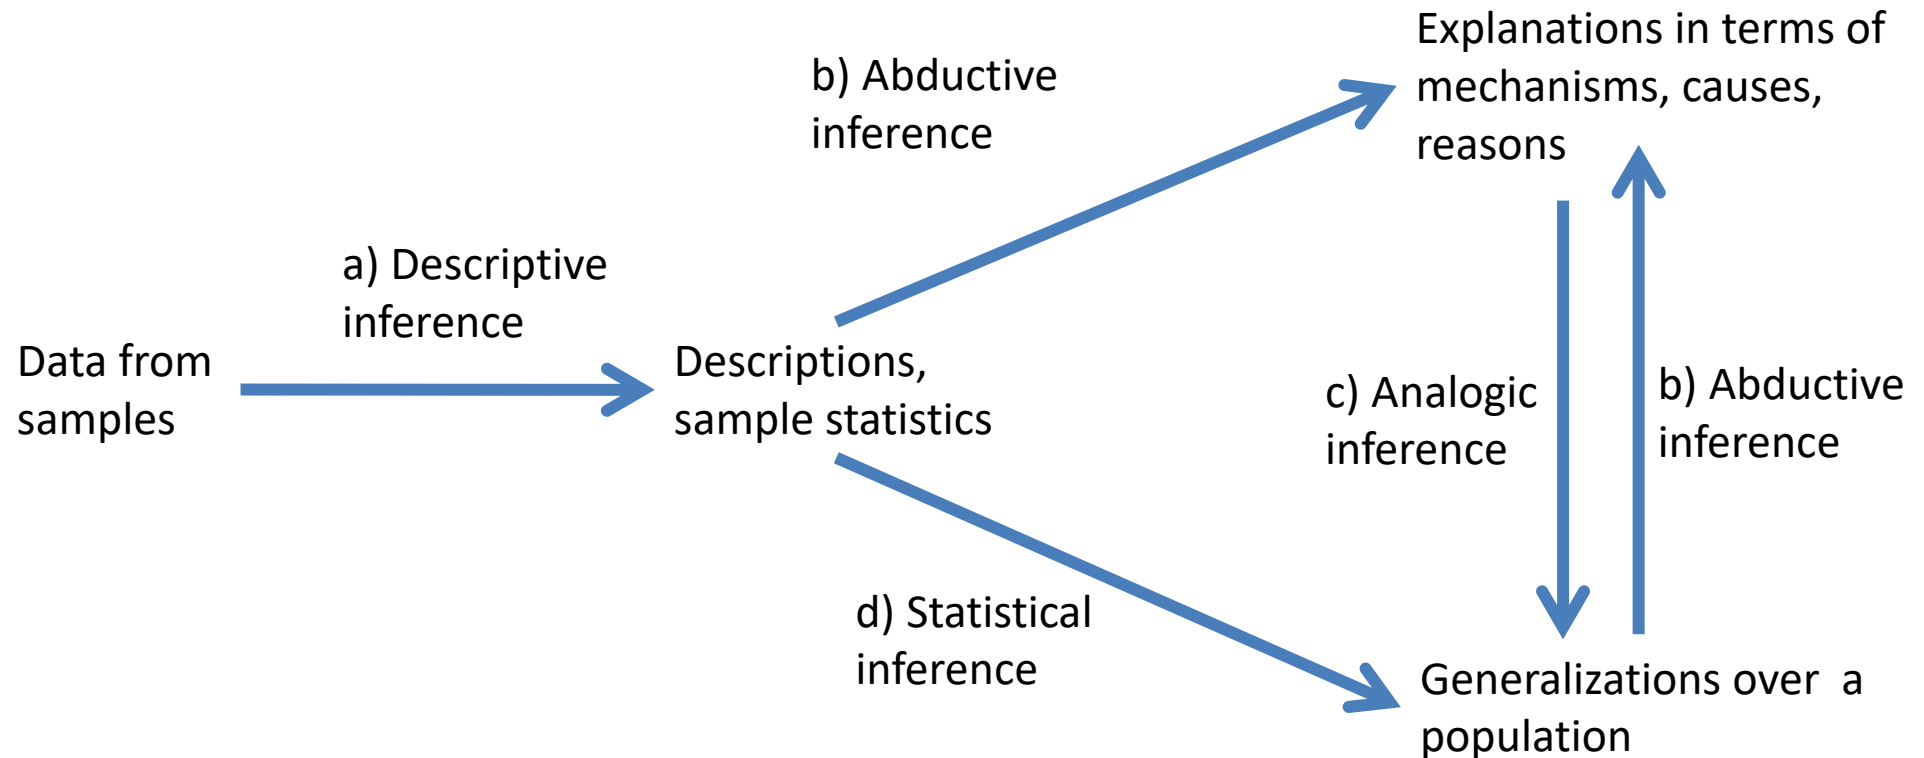 Explanations in terms of
mechanisms, causes,
reasons
b) Abductive
inference
a) Descriptive
inference
Data from
samples
Descriptions,
sample statistics
c) Analogic
inference
b) Abductive
inference
d) Statistical
inference
Generalizations over  a
population